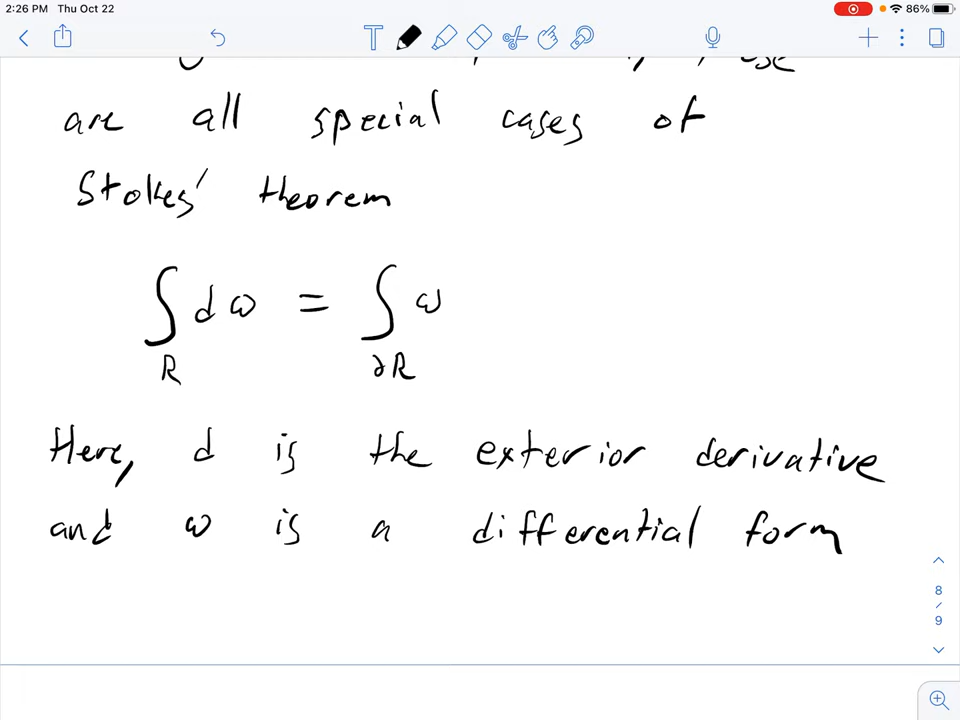 2:26 PM Thu Oct 22
86%
are all special cases of
Stokes' theorem
∫_R dω = ∫_∂R ω
Here, d is the exterior derivative
and ω is a differential form
8
/
9